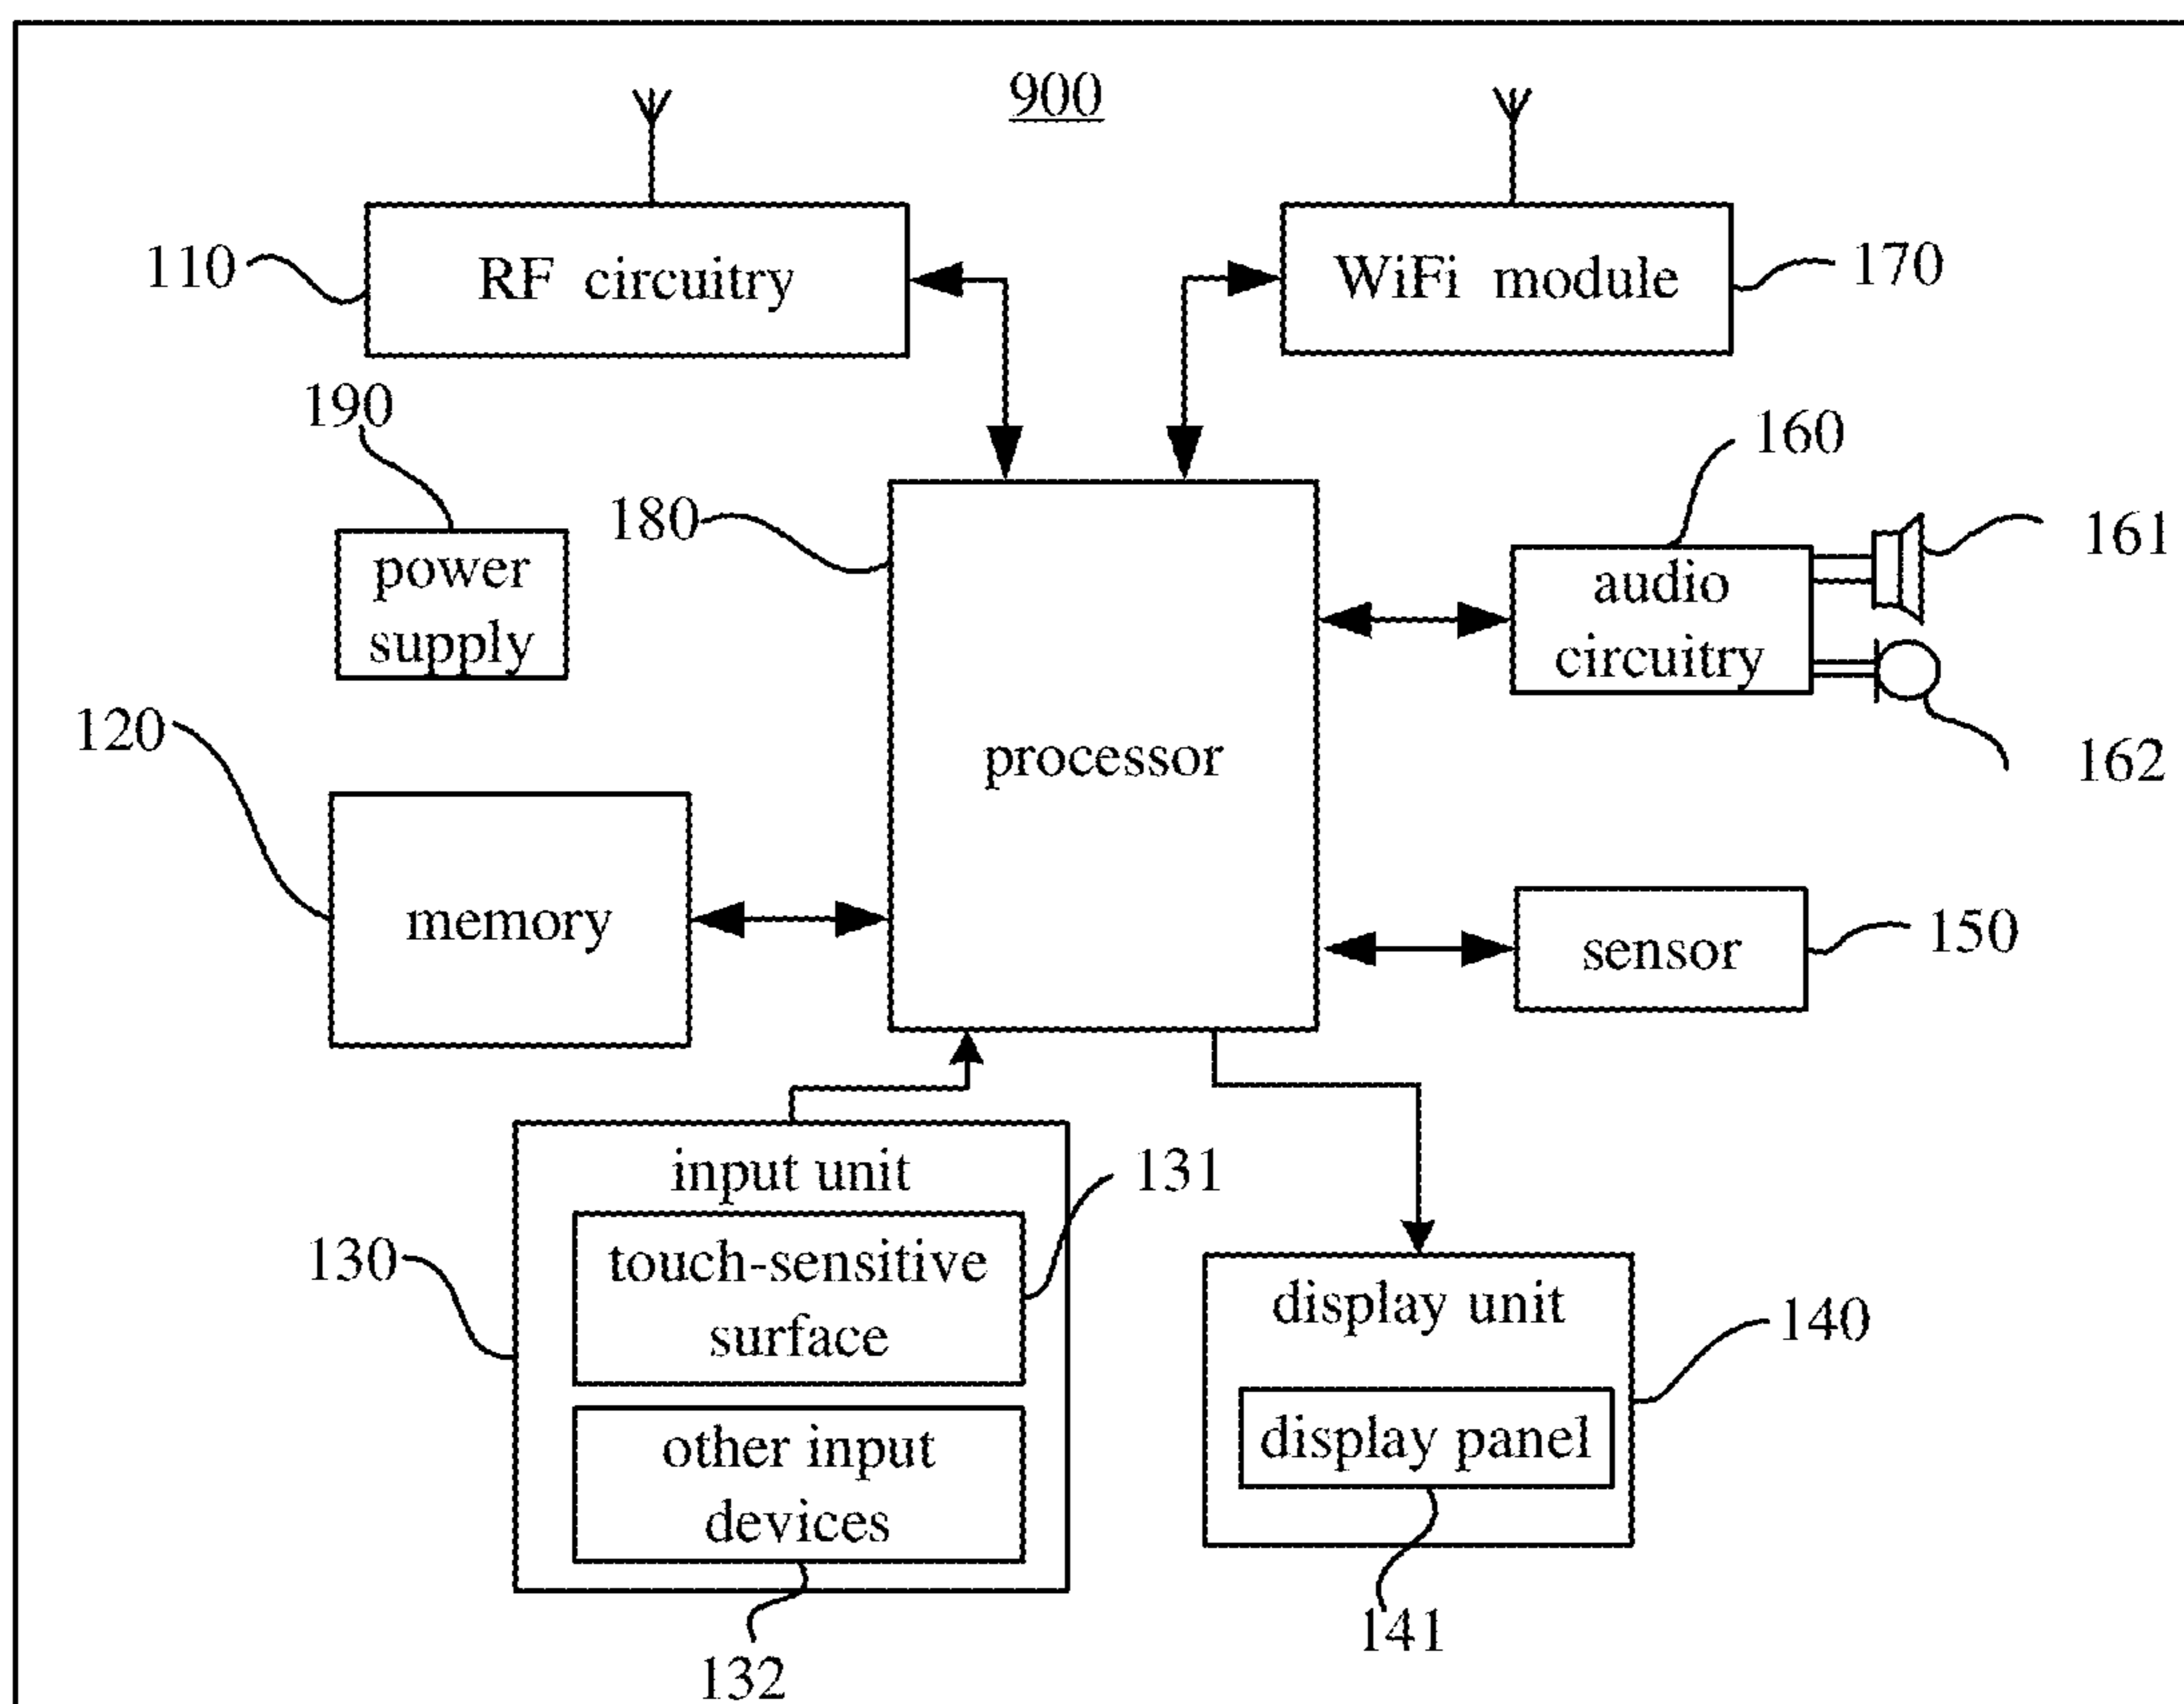 900
110
RF circuitry
WiFi module
170
190
180
160
161
power
supply
audio
circuitry
162
120
processor
memory
sensor
150
input unit
131
130
touch-sensitive
surface
display unit
140
other input
devices
display panel
141
132